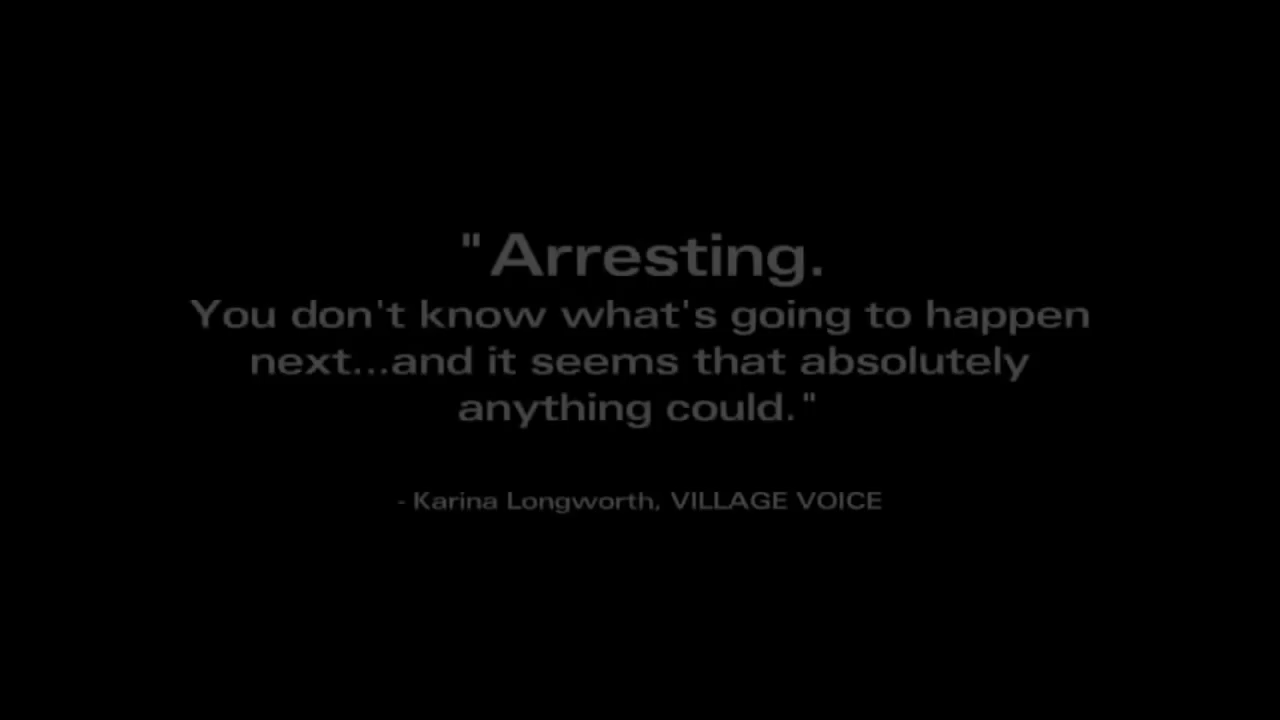 "Arresting.
You don't know what's going to happen
next...and it seems that absolutely
anything could."
- Karina Longworth, VILLAGE VOICE